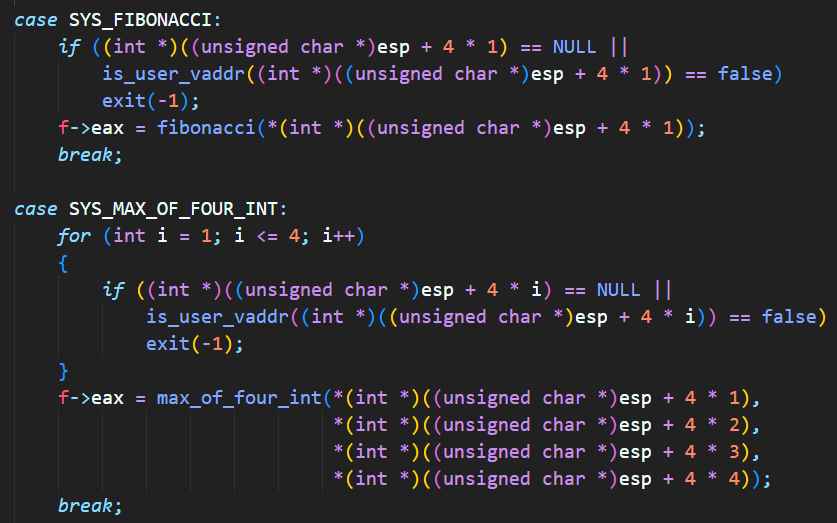 case SYS_FIBONACCI:
    if ((int *)((unsigned char *)esp + 4 * 1) == NULL ||
        is_user_vaddr((int *)((unsigned char *)esp + 4 * 1)) == false)
        exit(-1);
    f->eax = fibonacci(*(int *)((unsigned char *)esp + 4 * 1));
    break;

case SYS_MAX_OF_FOUR_INT:
    for (int i = 1; i <= 4; i++)
    {
        if ((int *)((unsigned char *)esp + 4 * i) == NULL ||
            is_user_vaddr((int *)((unsigned char *)esp + 4 * i)) == false)
            exit(-1);
    }
    f->eax = max_of_four_int(*(int *)((unsigned char *)esp + 4 * 1),
                             *(int *)((unsigned char *)esp + 4 * 2),
                             *(int *)((unsigned char *)esp + 4 * 3),
                             *(int *)((unsigned char *)esp + 4 * 4));
    break;